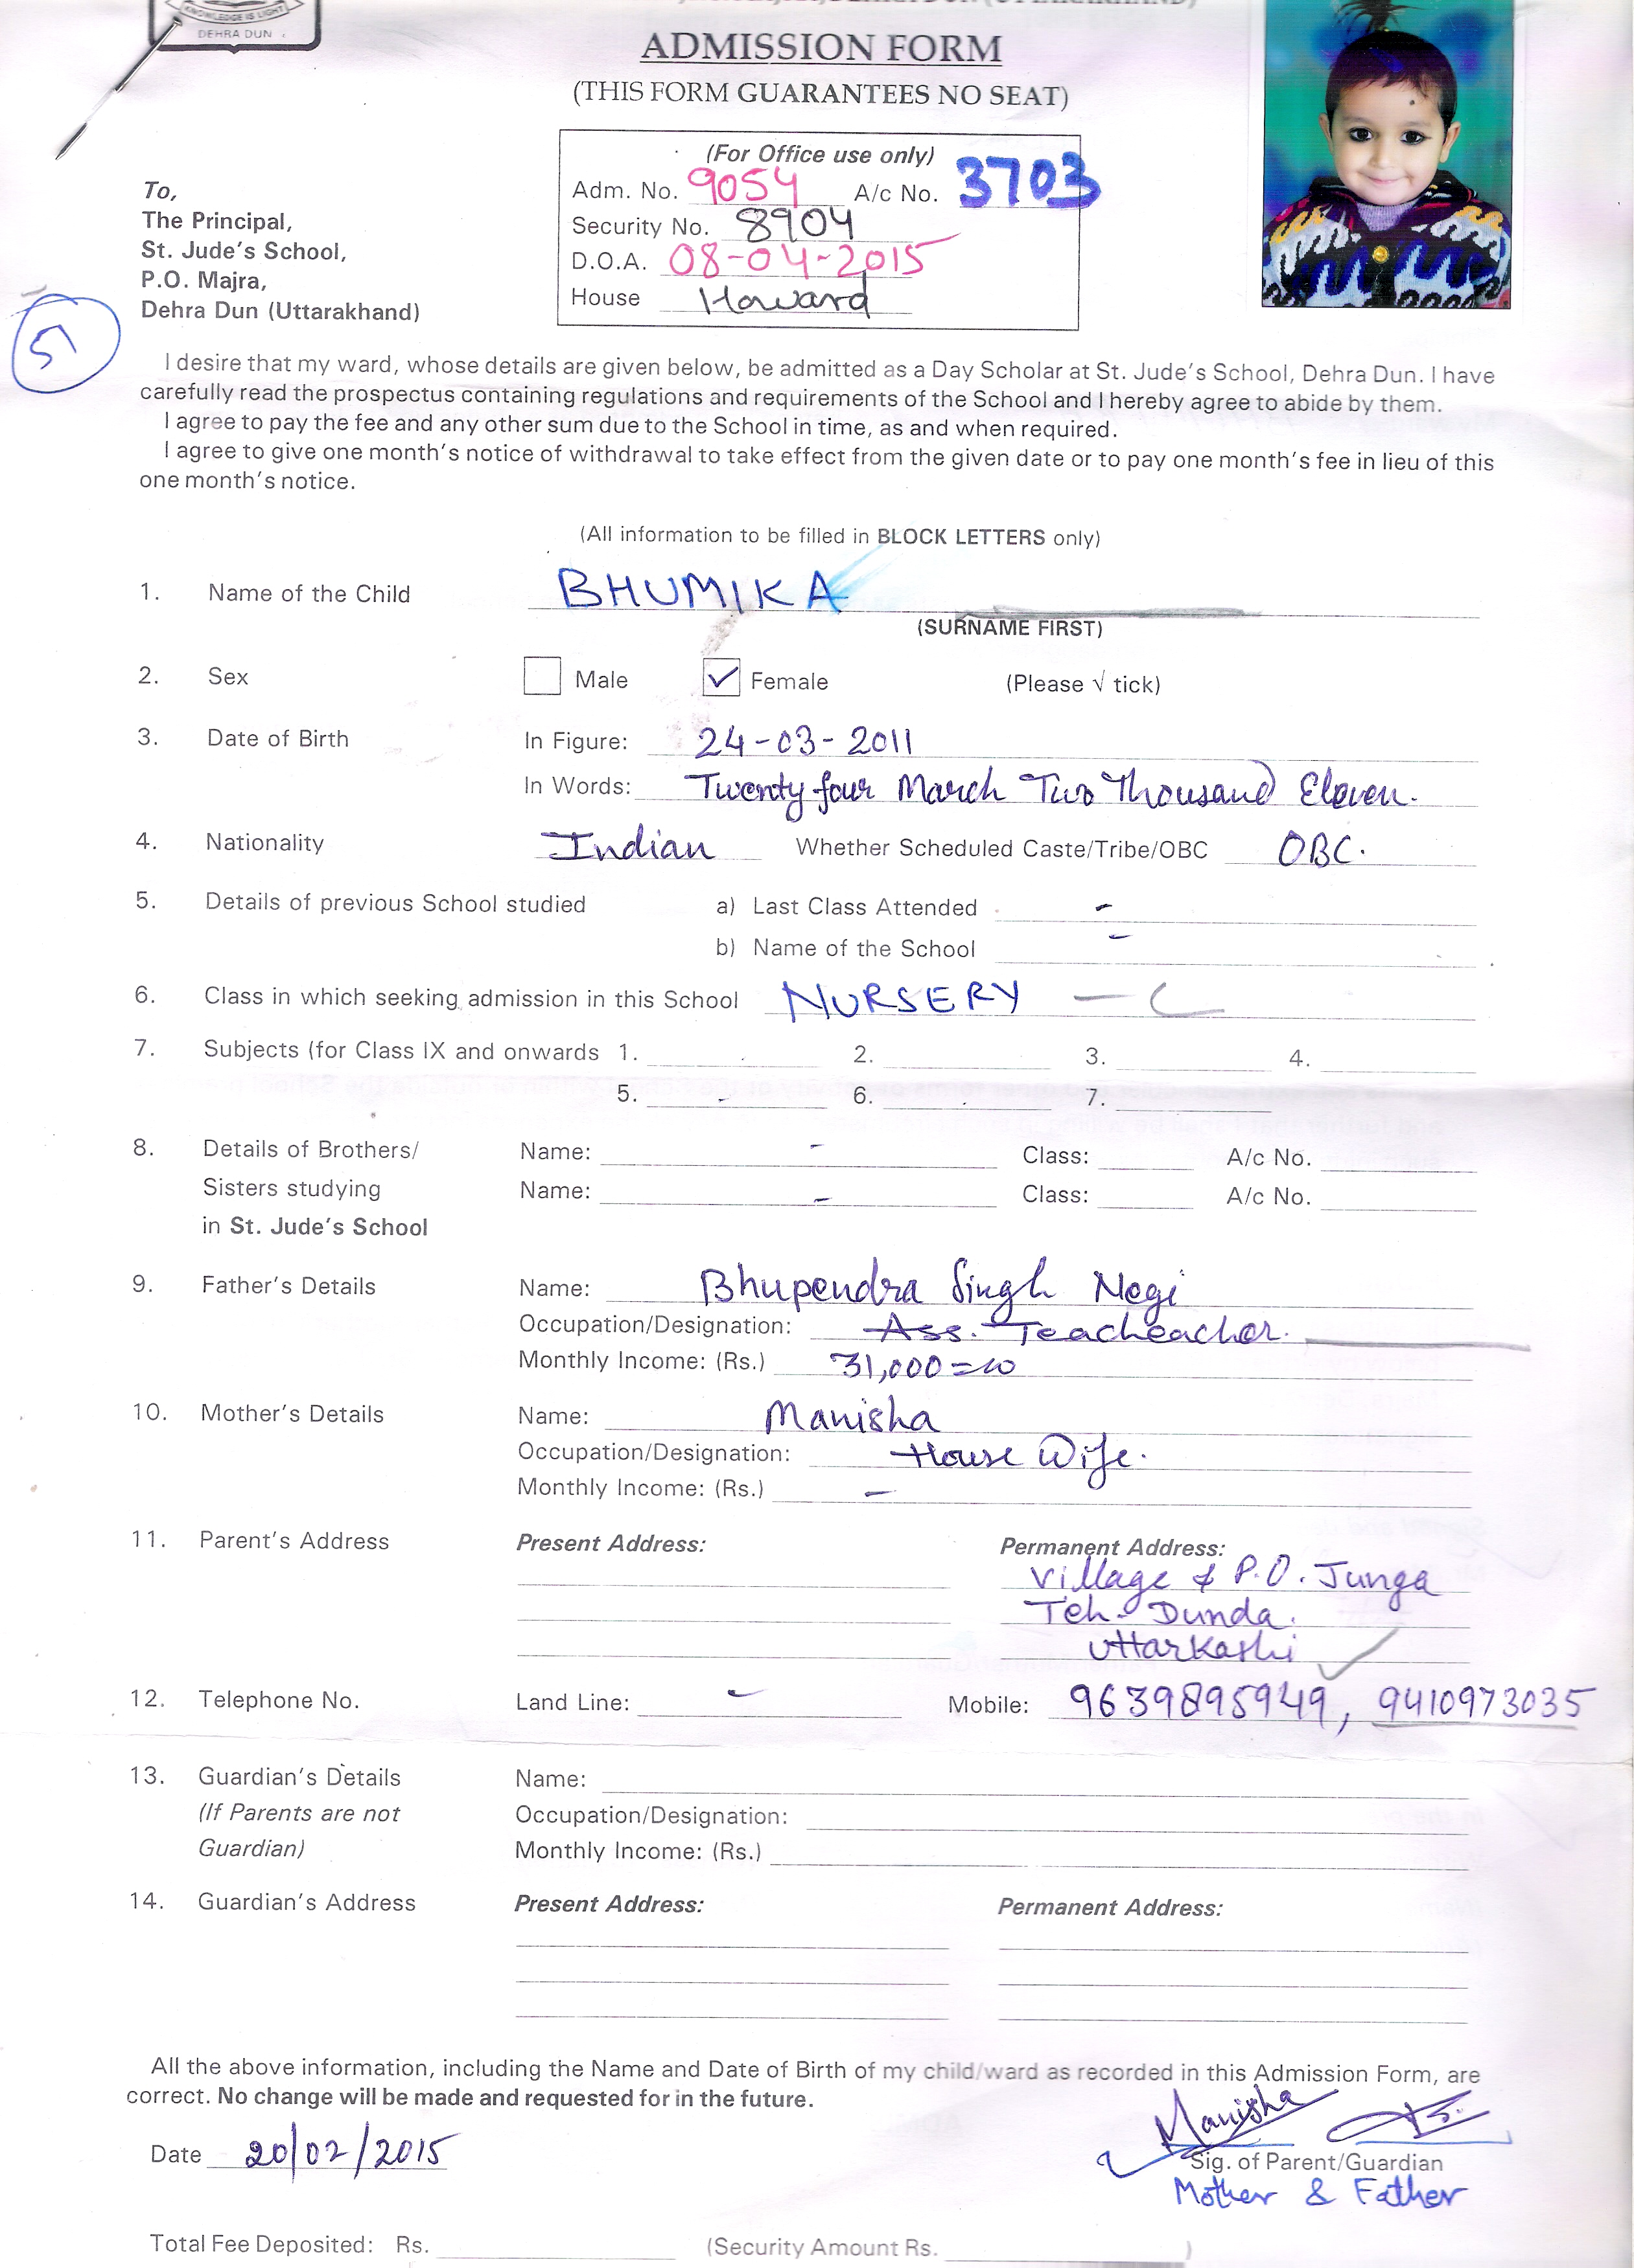 KNOWLEDGE IS LIGHT
DEHRA DUN
ADMISSION FORM
(THIS FORM GUARANTEES NO SEAT)
(For Office use only)
Adm. No. 9054 A/c No. 3703
Security No. 8904
D.O.A. 08-04-2015
House Howard
To,
The Principal,
St. Jude's School,
P.O. Majra,
Dehra Dun (Uttarakhand)
51
I desire that my ward, whose details are given below, be admitted as a Day Scholar at St. Jude's School, Dehra Dun. I have
carefully read the prospectus containing regulations and requirements of the School and I hereby agree to abide by them.
I agree to pay the fee and any other sum due to the School in time, as and when required.
I agree to give one month's notice of withdrawal to take effect from the given date or to pay one month's fee in lieu of this
one month's notice.
(All information to be filled in BLOCK LETTERS only)
1. Name of the Child BHUMIKA
(SURNAME FIRST)
2. Sex Male ✓ Female (Please √ tick)
3. Date of Birth In Figure: 24-03-2011
In Words: Twenty four March Two Thousand Eleven.
4. Nationality Indian Whether Scheduled Caste/Tribe/OBC OBC.
5. Details of previous School studied a) Last Class Attended -
b) Name of the School -
6. Class in which seeking admission in this School NURSERY - C
7. Subjects (for Class IX and onwards 1. 2. 3. 4.
5. 6. 7.
8. Details of Brothers/ Name: - Class: A/c No.
Sisters studying Name: - Class: A/c No.
in St. Jude's School
9. Father's Details Name: Bhupendra Singh Negi
Occupation/Designation: Ass. Teacheacher.
Monthly Income: (Rs.) 31,000=00
10. Mother's Details Name: Manisha
Occupation/Designation: House Wife.
Monthly Income: (Rs.) -
11. Parent's Address Present Address: Permanent Address:
Village & P.O. Junga
Teh. Dunda.
Uttarkashi
12. Telephone No. Land Line: - Mobile: 9639895949, 9410973035
13. Guardian's Details Name:
(If Parents are not Occupation/Designation:
Guardian) Monthly Income: (Rs.)
14. Guardian's Address Present Address: Permanent Address:
All the above information, including the Name and Date of Birth of my child/ward as recorded in this Admission Form, are
correct. No change will be made and requested for in the future.
Manisha
Date 20/02/2015
Sig. of Parent/Guardian
Mother & Father
Total Fee Deposited: Rs. (Security Amount Rs. )